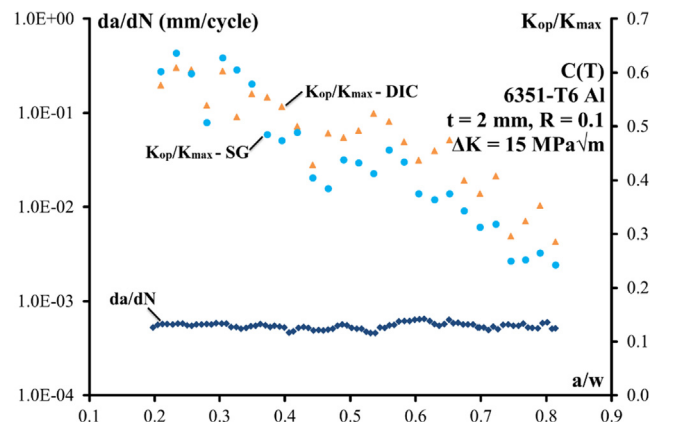 da/dN (mm/cycle)
Kop/Kmax
1.0E+00
1.0E-01
1.0E-02
1.0E-03
1.0E-04
0.7
0.6
0.5
0.4
0.3
0.2
0.1
0.0
C(T)
6351-T6 Al
t = 2 mm, R = 0.1
ΔK = 15 MPa√m
Kop/Kmax - DIC
Kop/Kmax - SG
da/dN
a/w
0.1 0.2 0.3 0.4 0.5 0.6 0.7 0.8 0.9